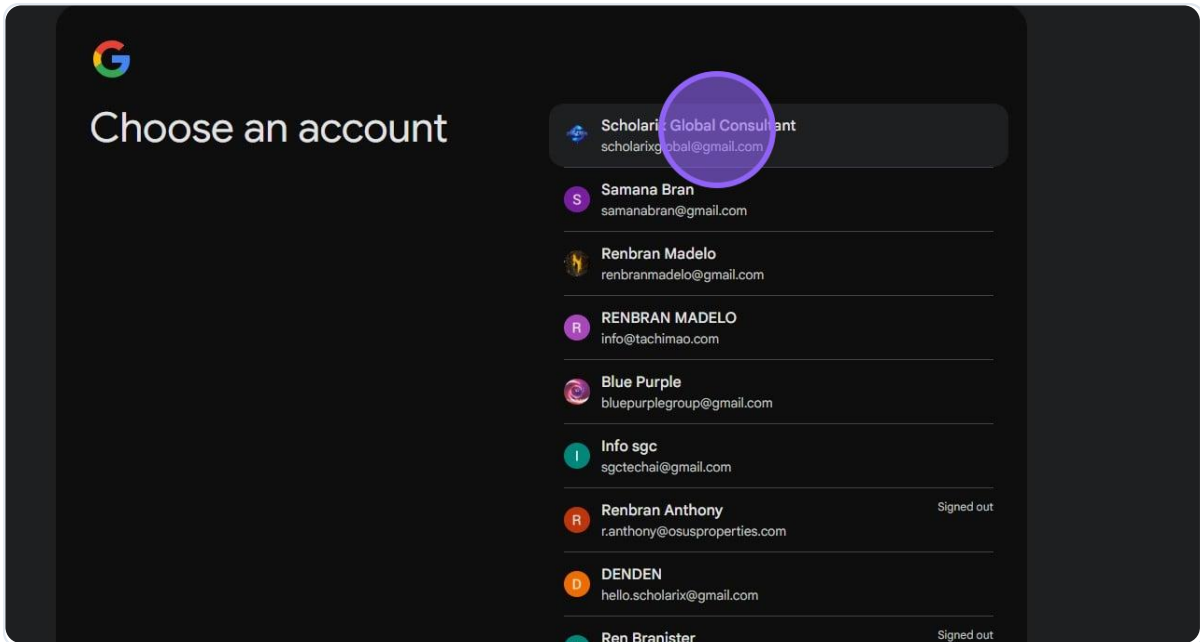 Choose an account
Scholarix Global Consultant
scholarixglobal@gmail.com
S
Samana Bran
samanabran@gmail.com
Renbran Madelo
renbranmadelo@gmail.com
R
RENBRAN MADELO
info@tachimao.com
Blue Purple
bluepurplegroup@gmail.com
I
Info sgc
sgctechai@gmail.com
R
Renbran Anthony
Signed out
r.anthony@osusproperties.com
D
DENDEN
hello.scholarix@gmail.com
Ren Branister
Signed out